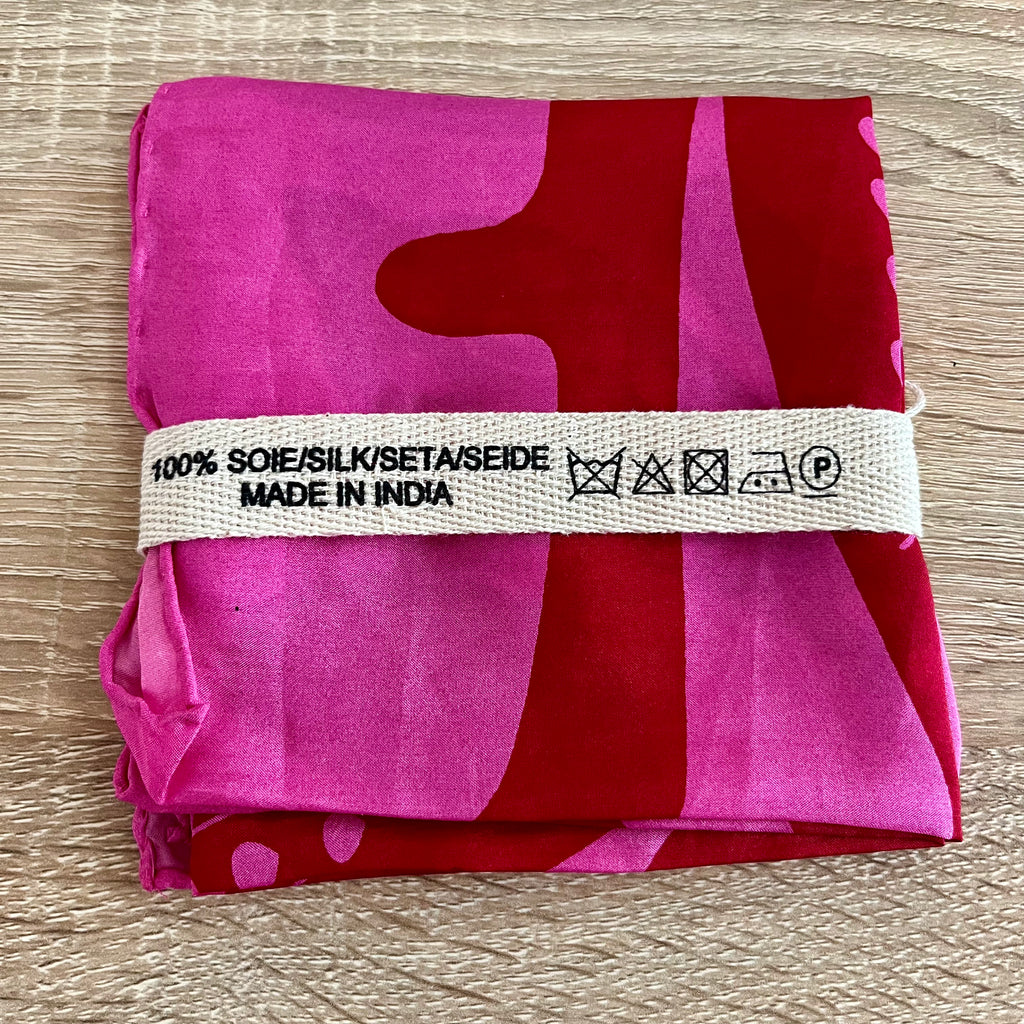 100% SOIE/SILK/SETA/SEIDE
MADE IN INDIA
P